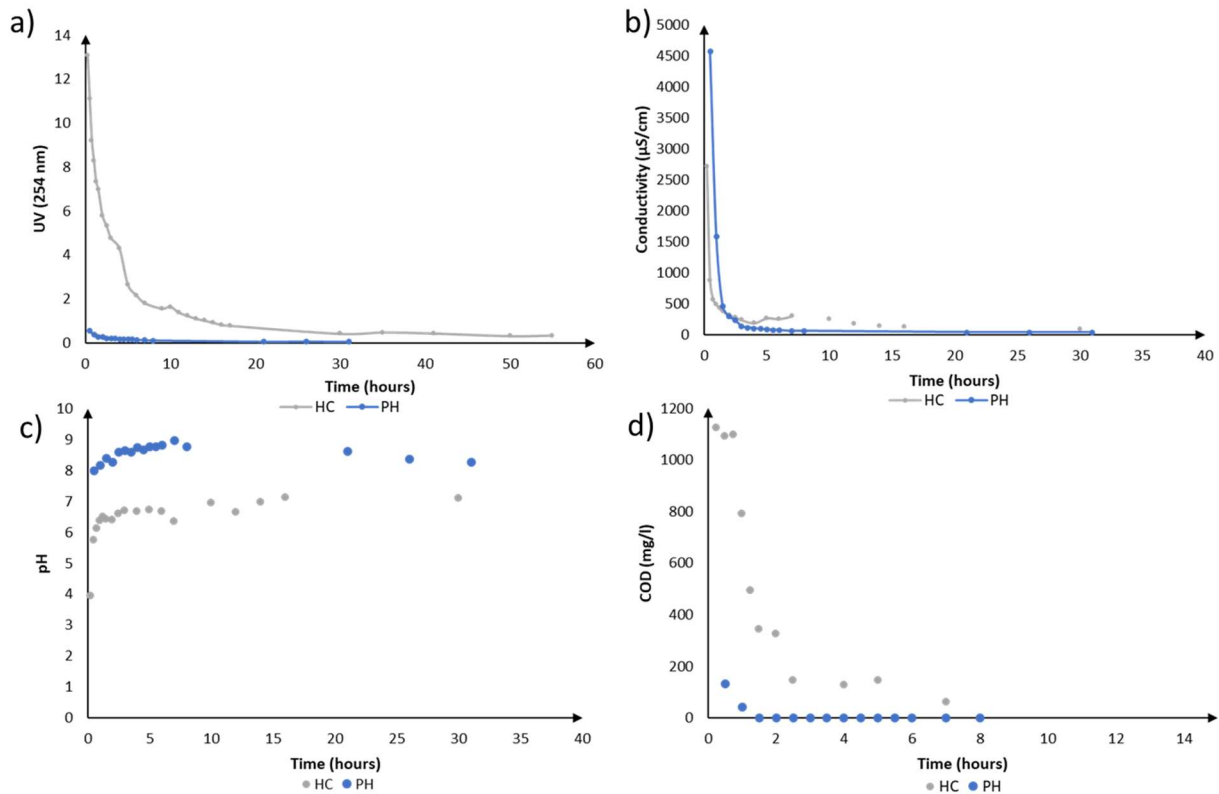 a)
UV (254 nm)
14
12
10
8
6
4
2
0
0 10 20 30 40 50 60
Time (hours)
HC PH
b)
Conductivity (µS/cm)
5000
4500
4000
3500
3000
2500
2000
1500
1000
500
0
0 5 10 15 20 25 30 35 40
Time (hours)
HC PH
c)
pH
10
9
8
7
6
5
4
3
2
1
0
0 5 10 15 20 25 30 35 40
Time (hours)
HC PH
d)
COD (mg/l)
1200
1000
800
600
400
200
0
0 2 4 6 8 10 12 14
Time (hours)
HC PH